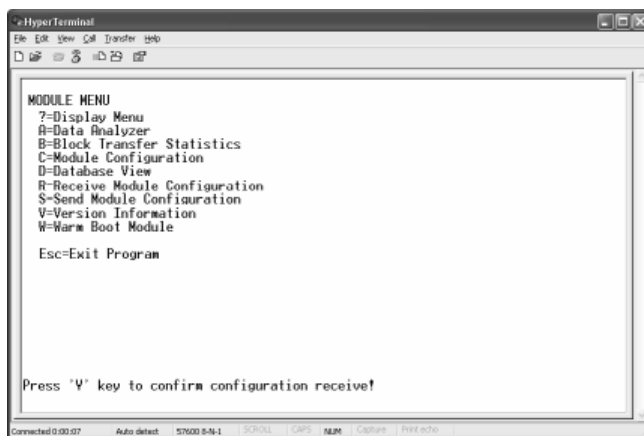 HyperTerminal
File Edit View Call Transfer Help
MODULE MENU
?=Display Menu
A=Data Analyzer
B=Block Transfer Statistics
C=Module Configuration
D=Database View
R=Receive Module Configuration
S=Send Module Configuration
V=Version Information
W=Warm Boot Module
Esc=Exit Program
Press 'Y' key to confirm configuration receive!
Connected 0:00:07 Auto detect 57600 8-N-1 SCROLL CAPS NUM Capture Print echo